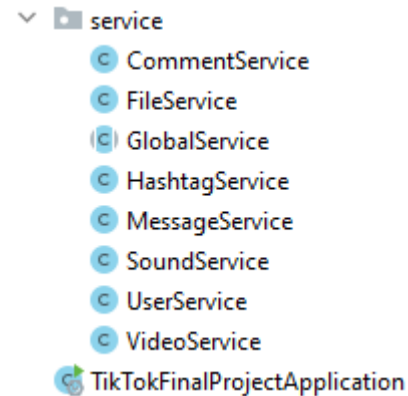 service
CommentService
FileService
GlobalService
HashtagService
MessageService
SoundService
UserService
VideoService
TikTokFinalProjectApplication